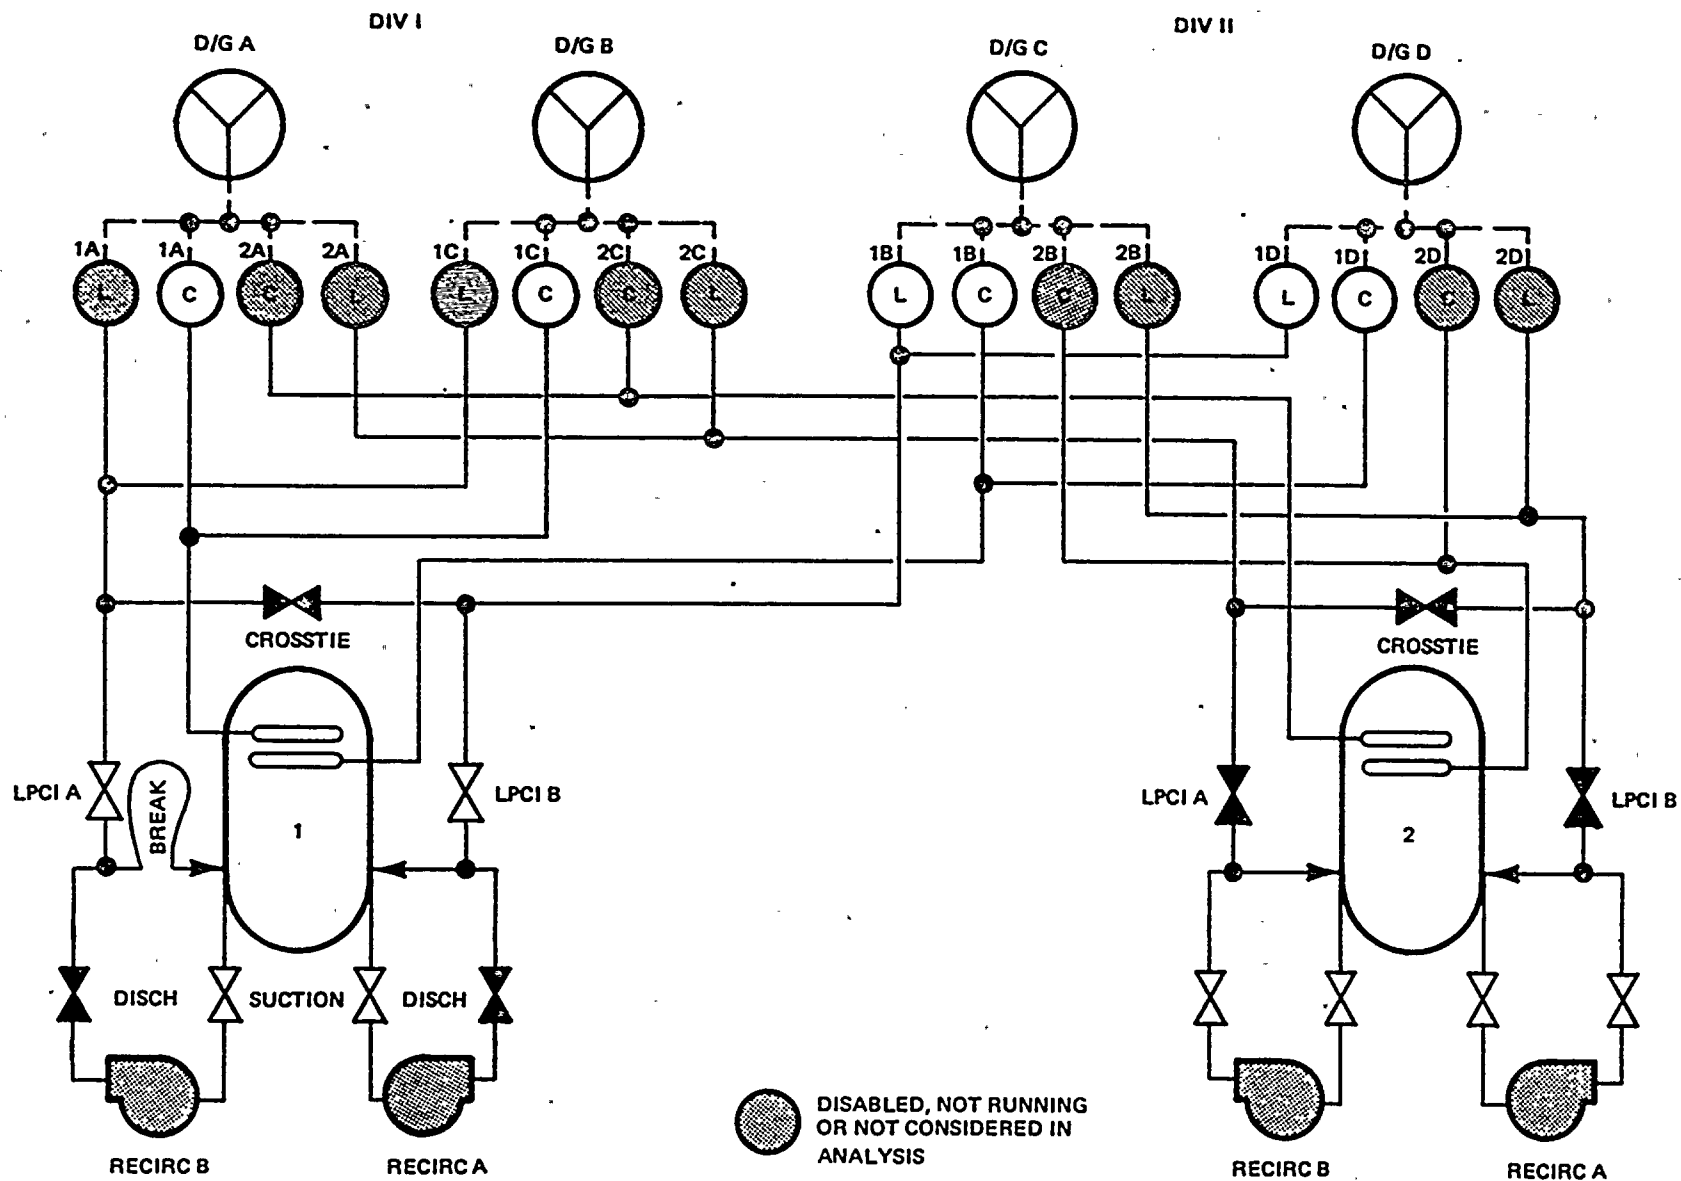 DIV I
DIV II
D/G A
D/G B
D/G C
D/G D
1A 1A 2A 2A
1C 1C 2C 2C
1B 1B 2B 2B
1D 1D 2D 2D
L C C L
L C C L
L C C L
L C C L
CROSSTIE
CROSSTIE
LPCI A
BREAK
LPCI B
LPCI A
LPCI B
1
2
DISCH
SUCTION
DISCH
RECIRC B
RECIRC A
RECIRC B
RECIRC A
DISABLED, NOT RUNNING
OR NOT CONSIDERED IN
ANALYSIS